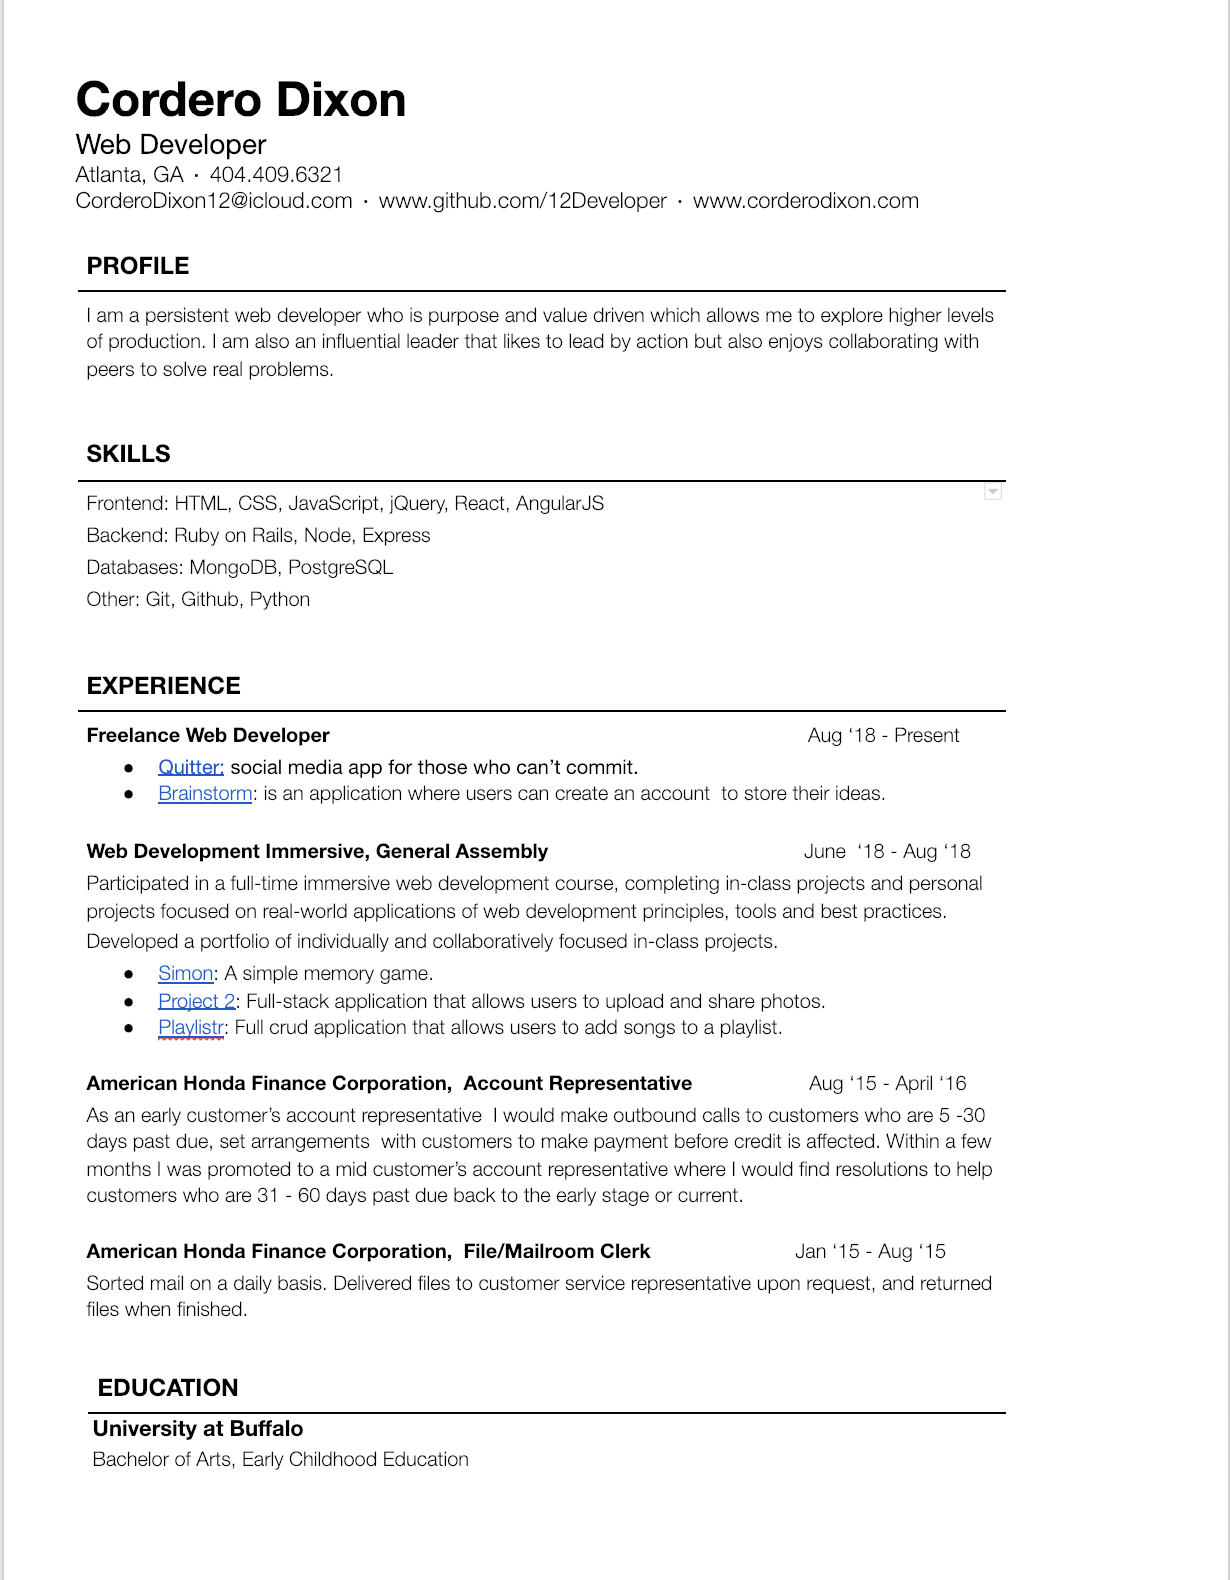 Cordero Dixon
Web Developer
Atlanta, GA · 404.409.6321
CorderoDixon12@icloud.com · www.github.com/12Developer · www.corderodixon.com
PROFILE
I am a persistent web developer who is purpose and value driven which allows me to explore higher levels
of production. I am also an influential leader that likes to lead by action but also enjoys collaborating with
peers to solve real problems.
SKILLS
Frontend: HTML, CSS, JavaScript, jQuery, React, AngularJS
Backend: Ruby on Rails, Node, Express
Databases: MongoDB, PostgreSQL
Other: Git, Github, Python
EXPERIENCE
Freelance Web Developer Aug ‘18 - Present
● Quitter: social media app for those who can’t commit.
● Brainstorm: is an application where users can create an account  to store their ideas.
Web Development Immersive, General Assembly June  ‘18 - Aug ‘18
Participated in a full-time immersive web development course, completing in-class projects and personal
projects focused on real-world applications of web development principles, tools and best practices.
Developed a portfolio of individually and collaboratively focused in-class projects.
● Simon: A simple memory game.
● Project 2: Full-stack application that allows users to upload and share photos.
● Playlistr: Full crud application that allows users to add songs to a playlist.
American Honda Finance Corporation,  Account Representative Aug ‘15 - April ‘16
As an early customer’s account representative  I would make outbound calls to customers who are 5 -30
days past due, set arrangements  with customers to make payment before credit is affected. Within a few
months I was promoted to a mid customer’s account representative where I would find resolutions to help
customers who are 31 - 60 days past due back to the early stage or current.
American Honda Finance Corporation,  File/Mailroom Clerk Jan ‘15 - Aug ‘15
Sorted mail on a daily basis. Delivered files to customer service representative upon request, and returned
files when finished.
EDUCATION
University at Buffalo
Bachelor of Arts, Early Childhood Education